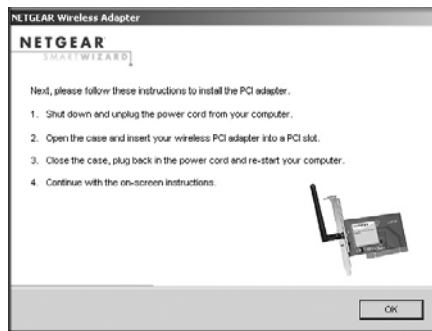 NETGEAR Wireless Adapter
NETGEAR
SMARTWIZARD
Next, please follow these instructions to install the PCI adapter.
1. Shut down and unplug the power cord from your computer.
2. Open the case and insert your wireless PCI adapter into a PCI slot.
3. Close the case, plug back in the power cord and re-start your computer.
4. Continue with the on-screen instructions.
OK